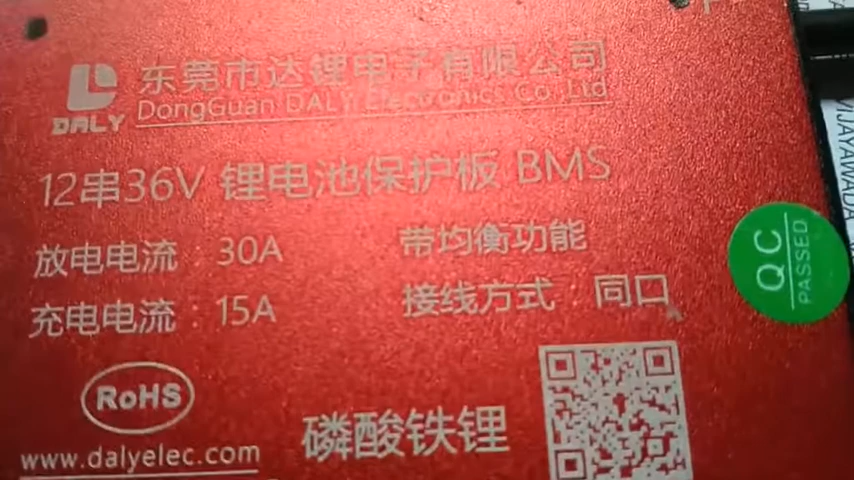 DALY
东莞市达锂电子有限公司
DongGuan DALY Electronics Co., Ltd
12串36V 锂电池保护板 BMS
放电电流：30A 带均衡功能
充电电流：15A 接线方式：同口
QC PASSED
RoHS
磷酸铁锂
www.dalyelec.com
VIJAYAWADA